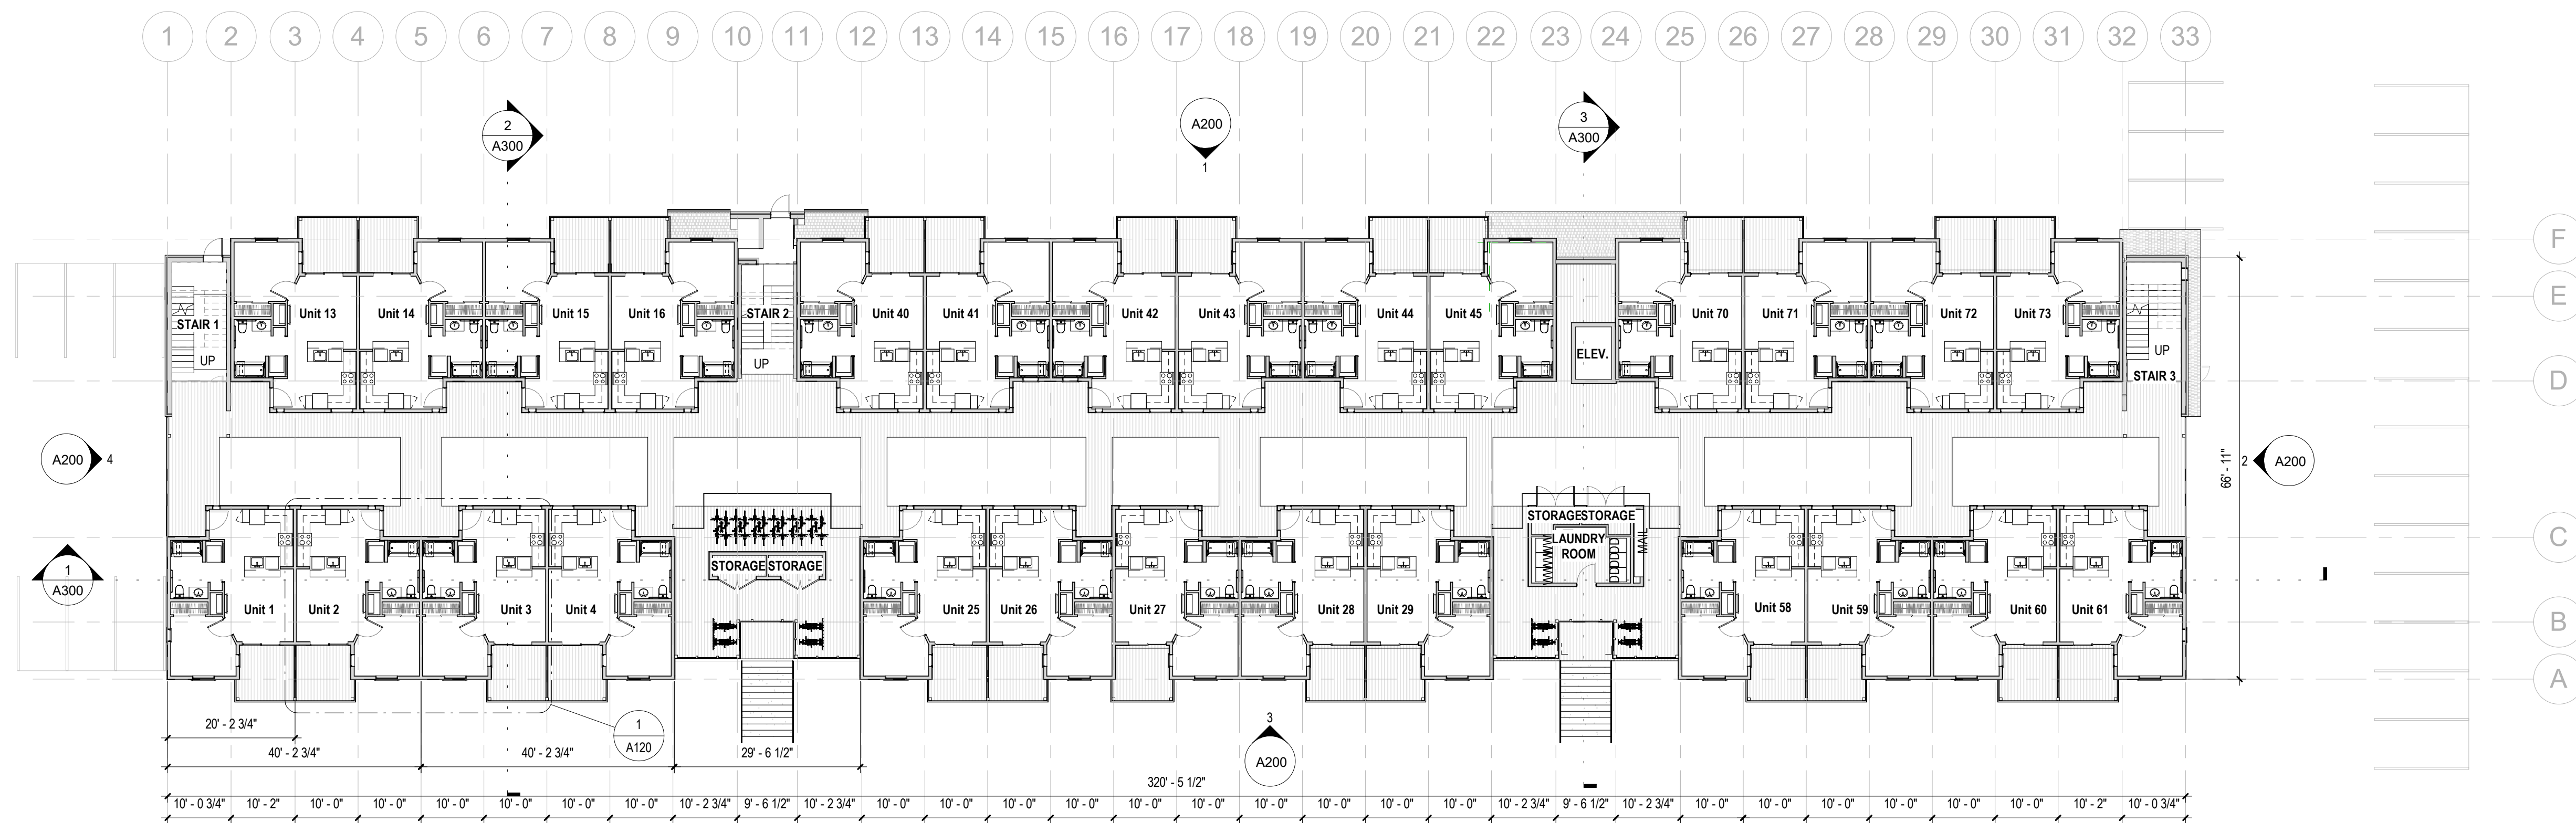 1 2 3 4 5 6 7 8 9 10 11 12 13 14 15 16 17 18 19 20 21 22 23 24 25 26 27 28 29 30 31 32 33
2
A300
A200
1
3
A300
F
E
D
C
B
A
Unit 13 Unit 14 Unit 15 Unit 16 STAIR 2 Unit 40 Unit 41 Unit 42 Unit 43 Unit 44 Unit 45 Unit 70 Unit 71 Unit 72 Unit 73
STAIR 1
UP
UP
ELEV.
UP
STAIR 3
A200 4
2 A200
66' - 11"
STORAGE STORAGE
STORAGE STORAGE
LAUNDRY
ROOM
MAIL
WWWWW
DDDDD
1
A300
Unit 1 Unit 2 Unit 3 Unit 4 Unit 25 Unit 26 Unit 27 Unit 28 Unit 29 Unit 58 Unit 59 Unit 60 Unit 61
20' - 2 3/4"
1
A120
3
A200
40' - 2 3/4" 40' - 2 3/4" 29' - 6 1/2"
320' - 5 1/2"
10' - 0 3/4" 10' - 2" 10' - 0" 10' - 0" 10' - 0" 10' - 0" 10' - 0" 10' - 0" 10' - 2 3/4" 9' - 6 1/2" 10' - 2 3/4" 10' - 0" 10' - 0" 10' - 0" 10' - 0" 10' - 0" 10' - 0" 10' - 0" 10' - 0" 10' - 0" 10' - 0" 10' - 2 3/4" 9' - 6 1/2" 10' - 2 3/4" 10' - 0" 10' - 0" 10' - 0" 10' - 0" 10' - 0" 10' - 0" 10' - 2" 10' - 0 3/4"